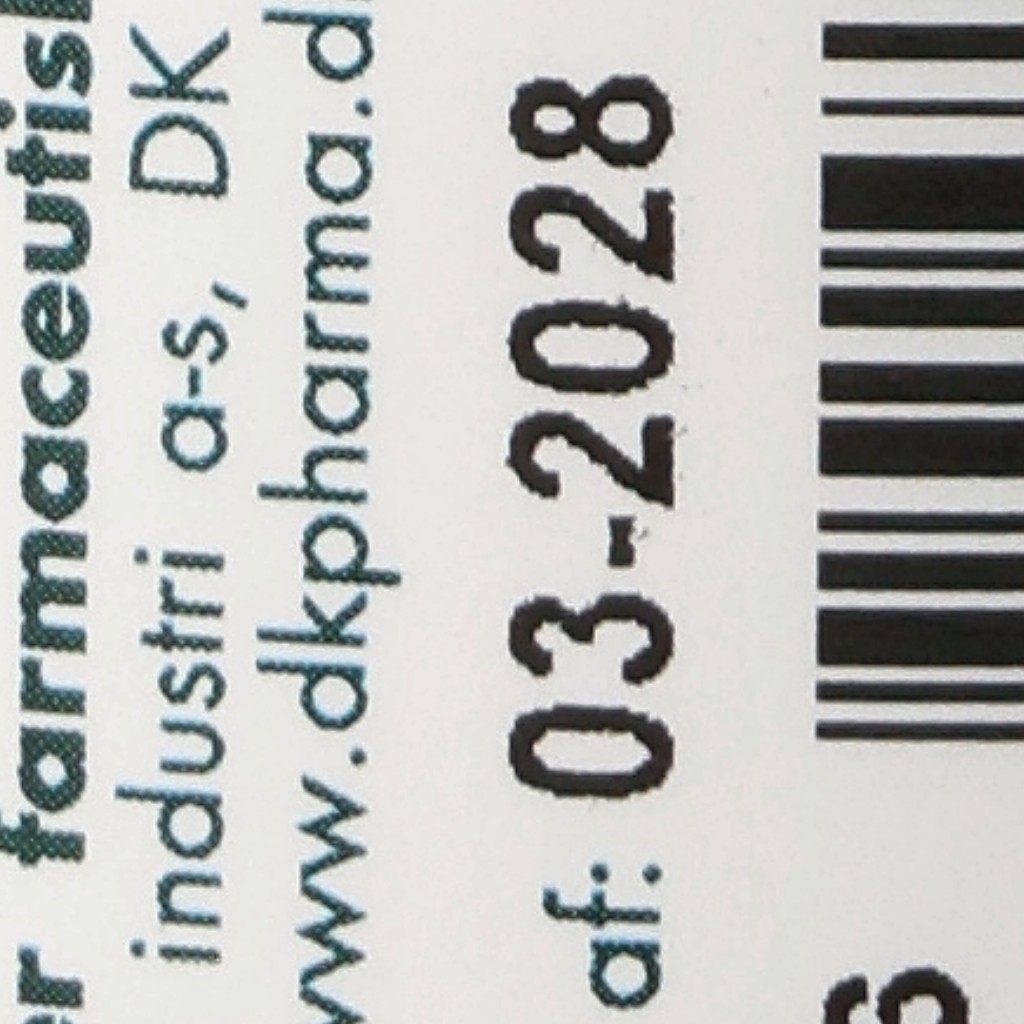 farmaceutisk
industri a-s, DK
www.dkpharma.d
af: 03-2028